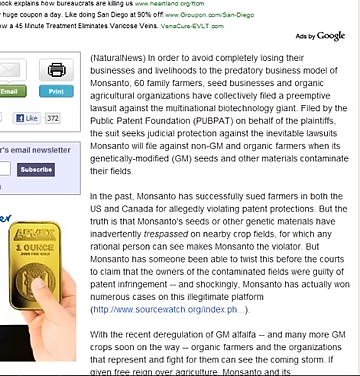 ook explains how bureaucrats are killing us www.heartland.org/ftom
r huge coupon a day. Like doing San Diego at 90% off! www.Groupon.com/San-Diego
ow a 45 Minute Treatment Eliminates Varicose Veins. VenaCure-EVLT.com
Ads by Google
Email
Print
Like 372
r's email newsletter
Subscribe
APMEX
1 OUNCE
(NaturalNews) In order to avoid completely losing their
businesses and livelihoods to the predatory business model of
Monsanto, 60 family farmers, seed businesses and organic
agricultural organizations have collectively filed a preemptive
lawsuit against the multinational biotechnology giant. Filed by the
Public Patent Foundation (PUBPAT) on behalf of the plaintiffs,
the suit seeks judicial protection against the inevitable lawsuits
Monsanto will file against non-GM and organic farmers when its
genetically-modified (GM) seeds and other materials contaminate
their fields.
In the past, Monsanto has successfully sued farmers in both the
US and Canada for allegedly violating patent protections. But the
truth is that Monsanto's seeds or other genetic materials have
inadvertently trespassed on nearby crop fields, for which any
rational person can see makes Monsanto the violator. But
Monsanto has been able to twist this before the courts
to claim that the owners of the contaminated fields were guilty of
patent infringement -- and shockingly, Monsanto has actually won
numerous cases on this illegitimate platform
(http://www.sourcewatch.org/index.ph...).
With the recent deregulation of GM alfalfa -- and many more GM
crops soon on the way -- organic farmers and the organizations
that represent and fight for them can see the coming storm. If
given free reign over agriculture, Monsanto and its